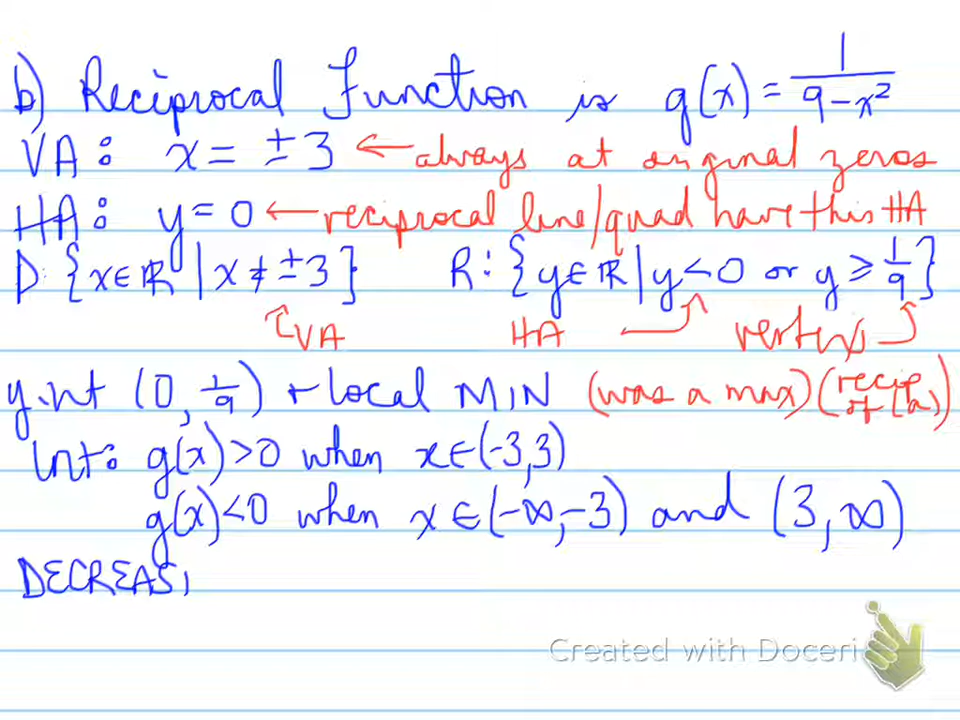 b) Reciprocal Function is g(x) = 1/(9-x²)
VA: x = ±3 ← always at original zeros
HA: y = 0 ← reciprocal line/quad have this HA
D: {x∈ℝ | x ≠ ±3} R: {y∈ℝ | y<0 or y ≥ 1/9}
↑VA HA → vertex
y.int (0, 1/9) + local MIN (was a max) (recip of (a))
Int: g(x)>0 when x∈(-3,3)
g(x)<0 when x∈(-∞,-3) and (3,∞)
DECREASI
Created with Doceri